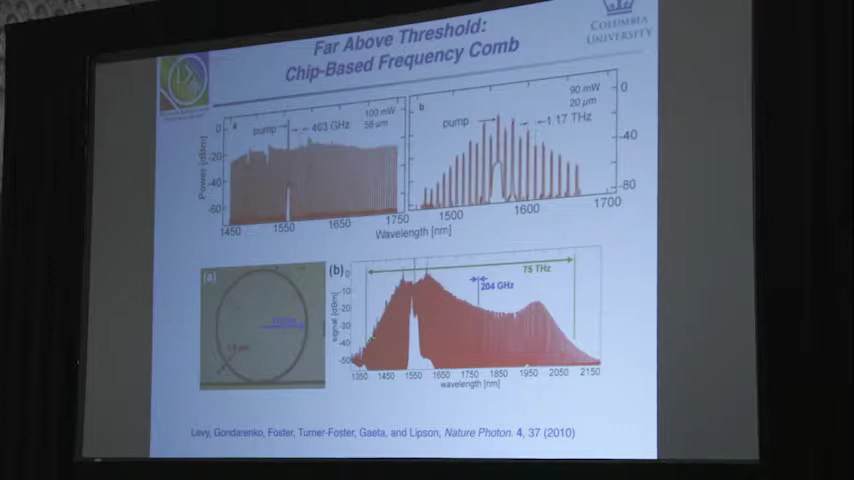 Far Above Threshold:
Chip-Based Frequency Comb
COLUMBIA
UNIVERSITY
a
pump
403 GHz
100 mW
58 μm
0
-20
-40
-60
Power [dBm]
1450
1550
1650
1750
b
pump
1.17 THz
90 mW
20 μm
0
-40
-80
1500
1600
1700
Wavelength [nm]
(a)
(b)
75 THz
204 GHz
0
-10
-20
-30
-40
-50
signal [dBm]
1350
1450
1550
1650
1750
1850
1950
2050
2150
wavelength [nm]
Levy, Gondarenko, Foster, Turner-Foster, Gaeta, and Lipson, Nature Photon. 4, 37 (2010)